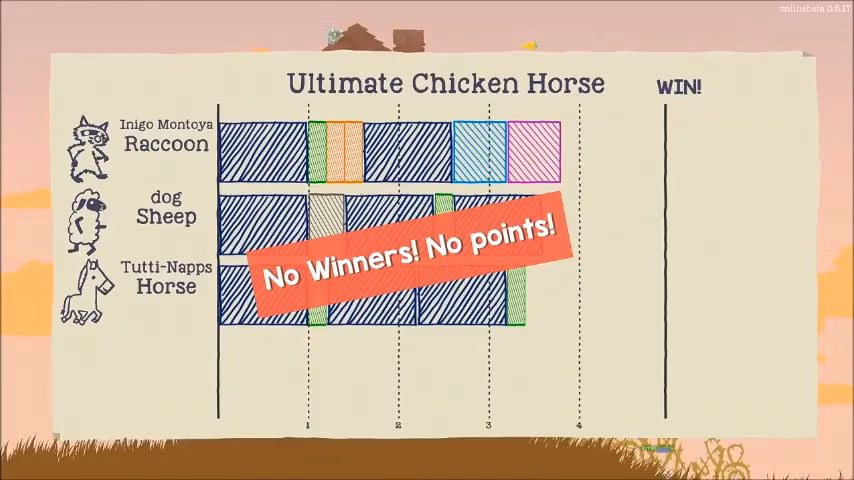 onlinebeta 0.5.17
Ultimate Chicken Horse
WIN!
Inigo Montoya
Raccoon
dog
Sheep
No Winners! No points!
Tutti-Napps
Horse
1 2 3 4